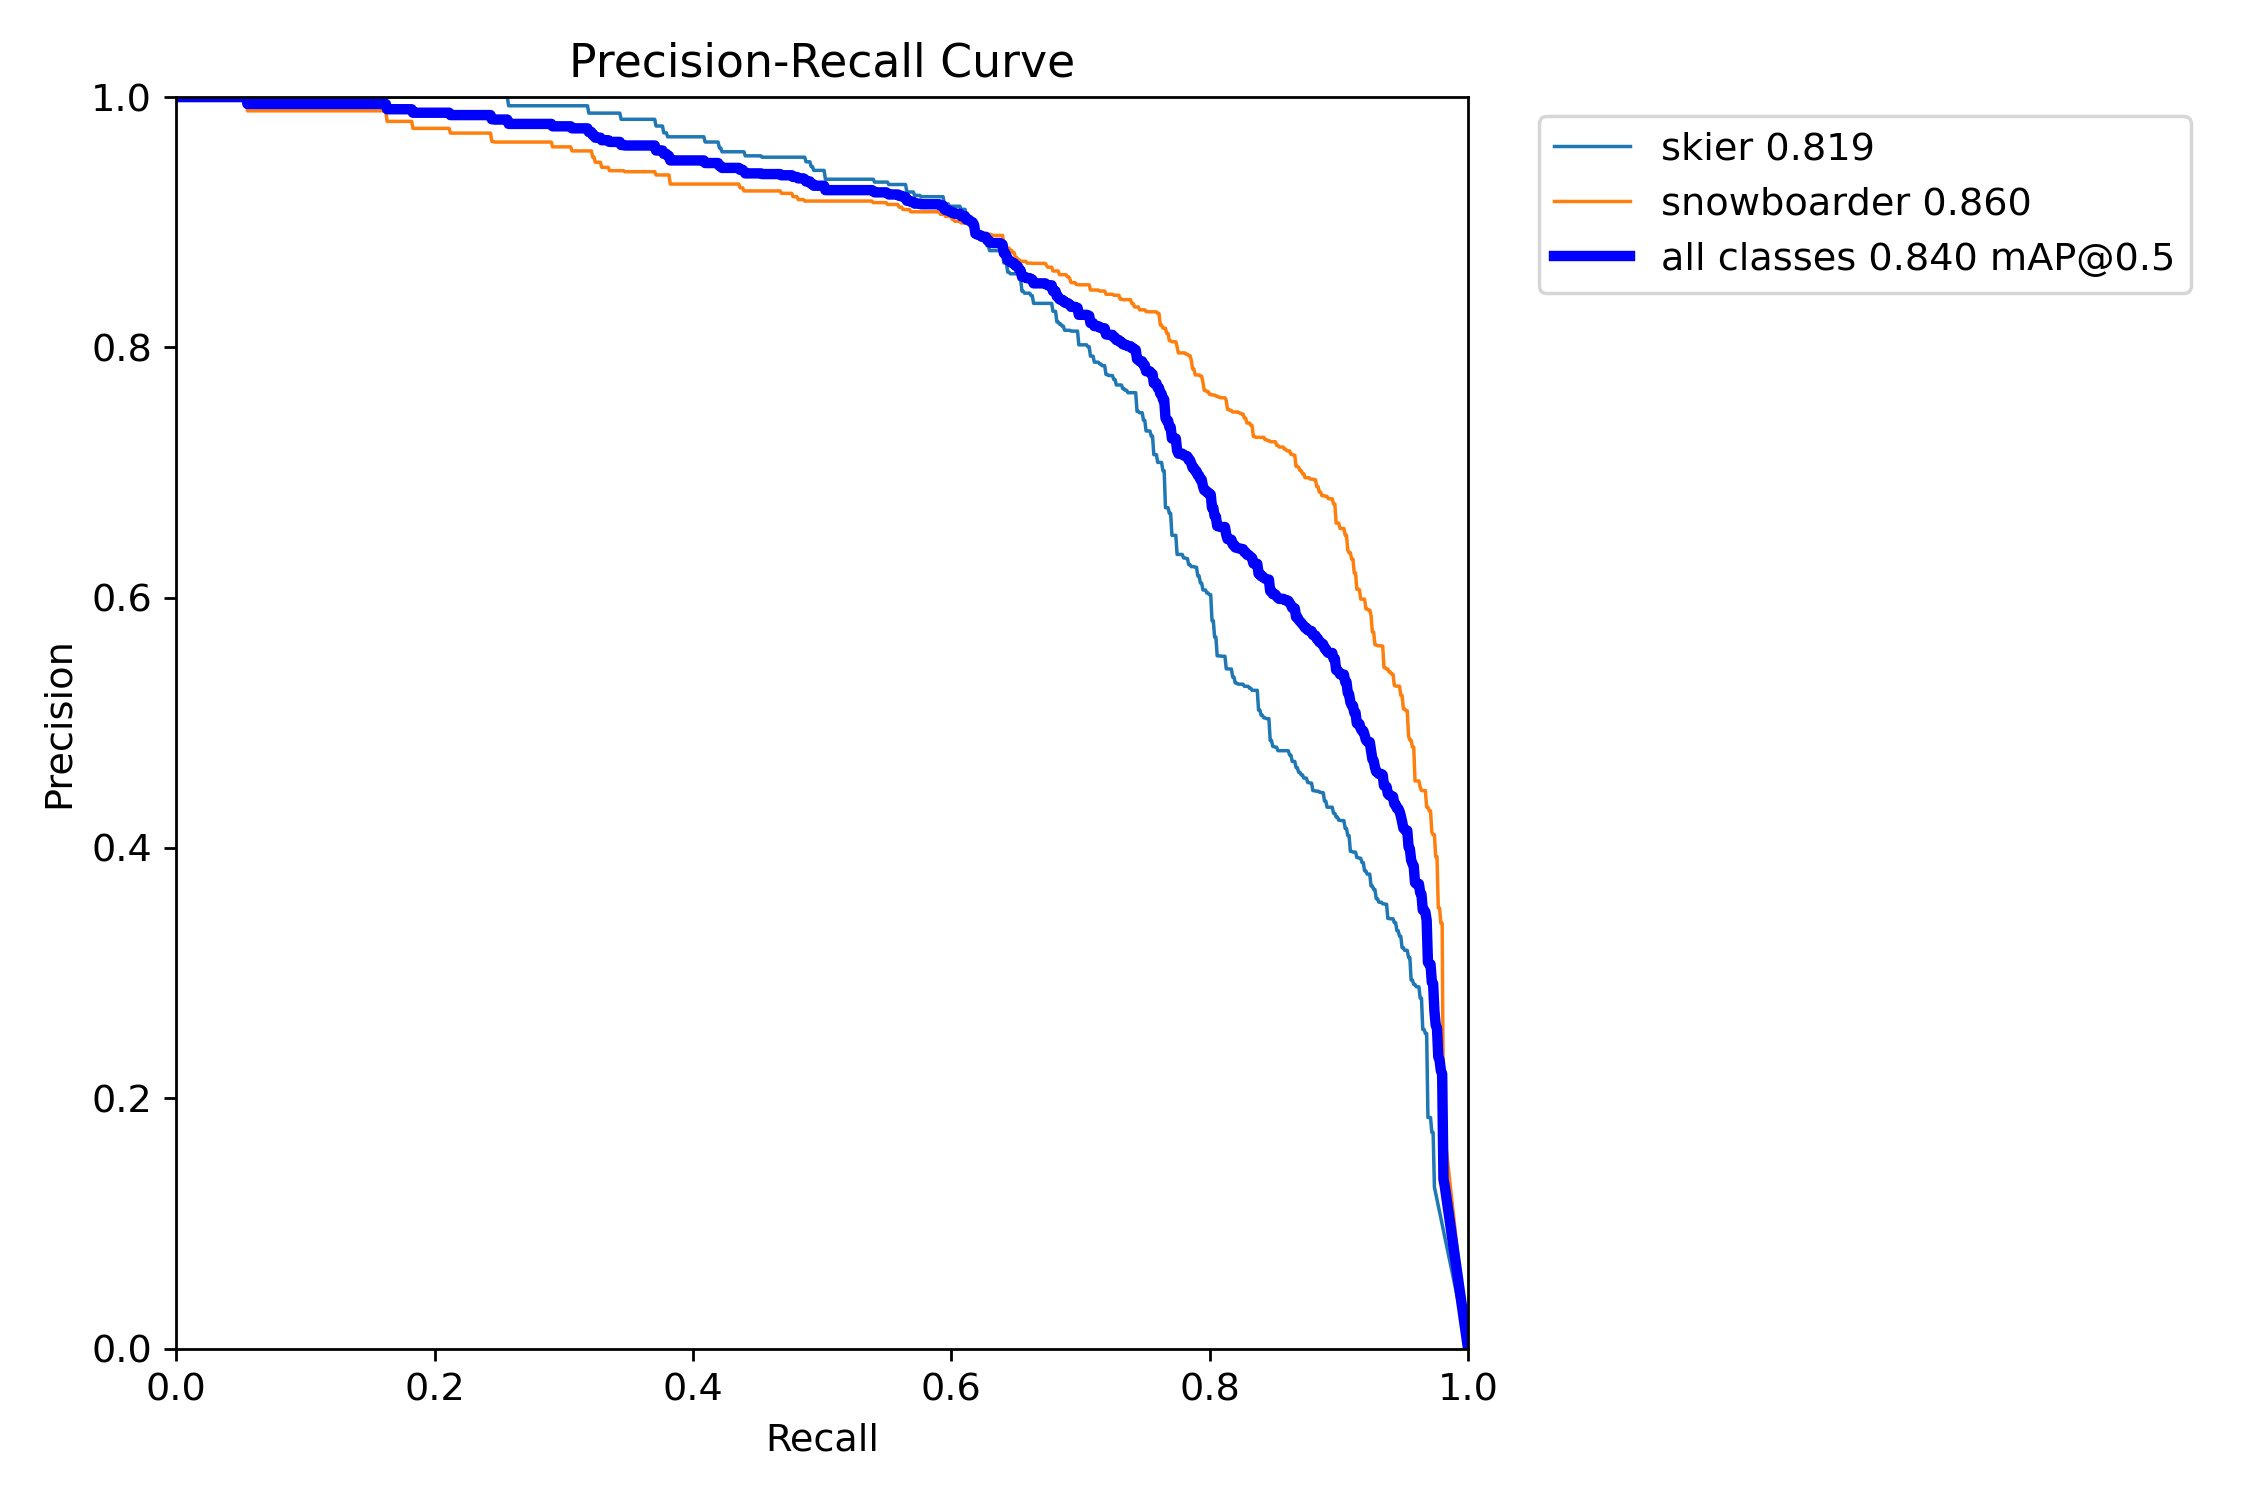 Precision-Recall Curve
skier 0.819
snowboarder 0.860
all classes 0.840 mAP@0.5
Precision
1.0
0.8
0.6
0.4
0.2
0.0
0.0 0.2 0.4 0.6 0.8 1.0
Recall